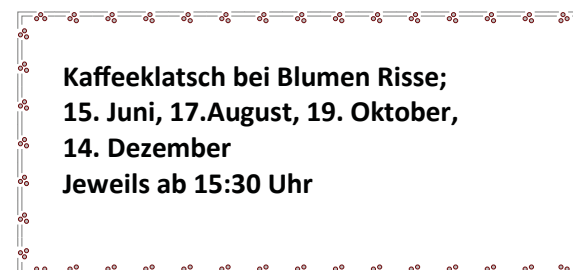 Kaffeeklatsch bei Blumen Risse;
15. Juni, 17.August, 19. Oktober,
14. Dezember
Jeweils ab 15:30 Uhr